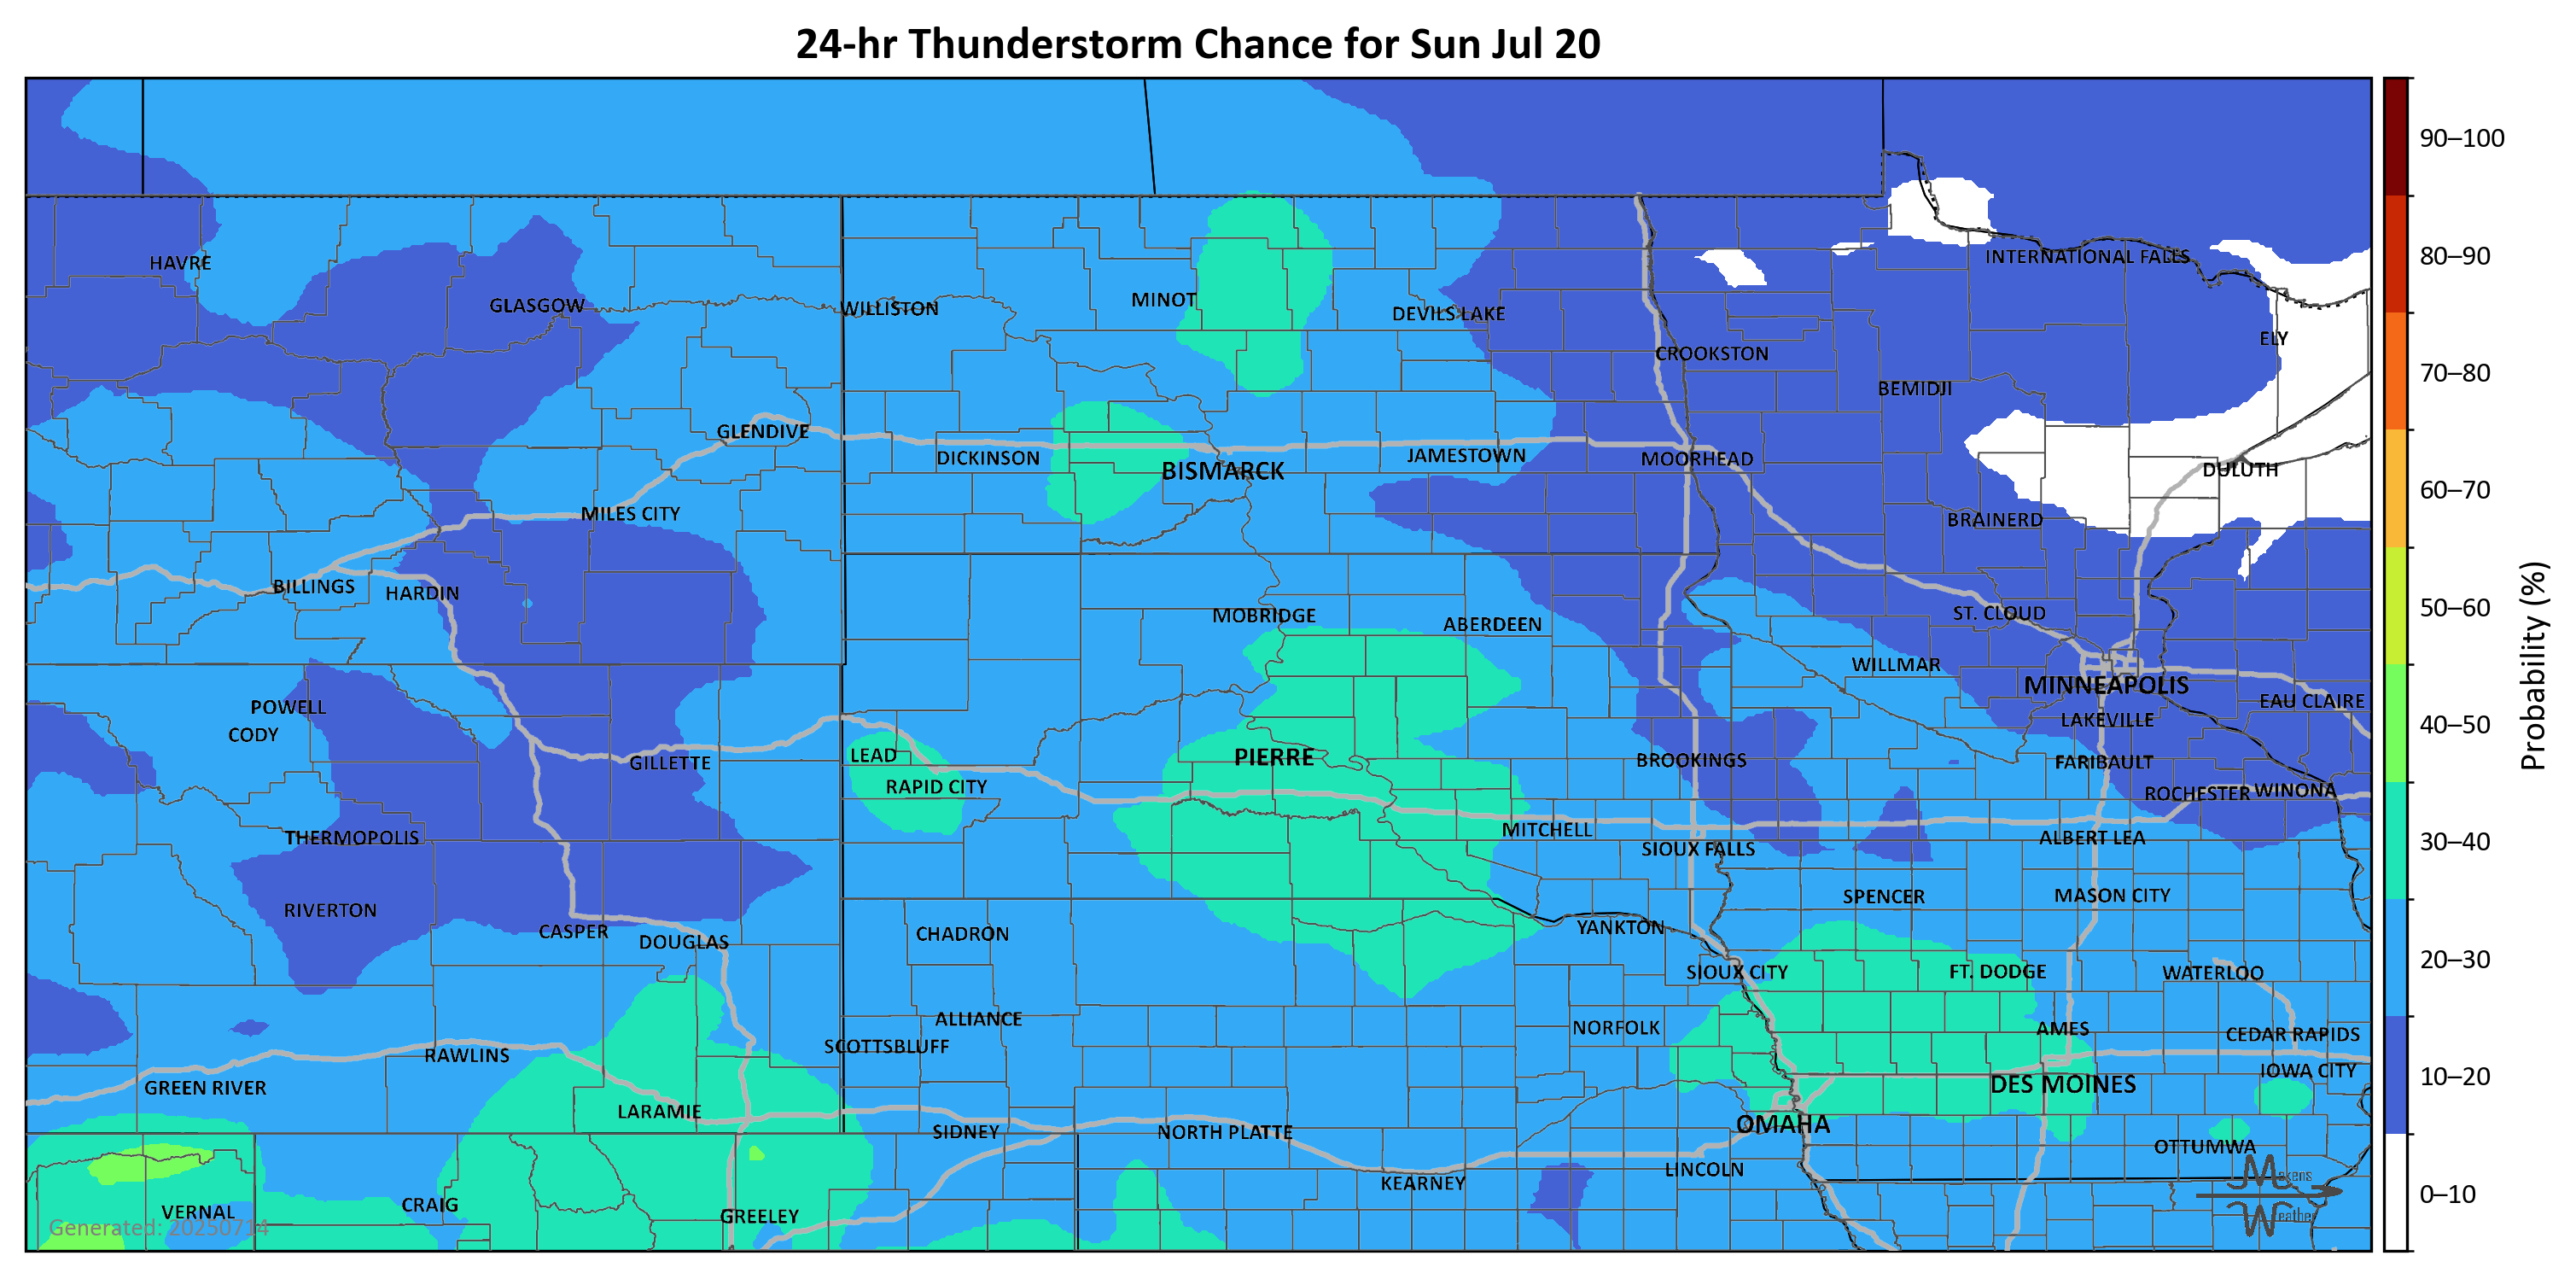 24-hr Thunderstorm Chance for Sun Jul 20
90–100
80–90
70–80
60–70
50–60
40–50
30–40
20–30
10–20
0–10
Probability (%)
HAVRE
INTERNATIONAL FALLS
GLASGOW
WILLISTON
MINOT
DEVILS LAKE
ELY
CROOKSTON
BEMIDJI
GLENDIVE
DICKINSON
BISMARCK
JAMESTOWN
MOORHEAD
DULUTH
MILES CITY
BRAINERD
BILLINGS
HARDIN
MOBRIDGE
ABERDEEN
ST. CLOUD
WILLMAR
MINNEAPOLIS
POWELL
EAU CLAIRE
CODY
LAKEVILLE
GILLETTE
LEAD
PIERRE
BROOKINGS
FARIBAULT
RAPID CITY
ROCHESTER
WINONA
THERMOPOLIS
MITCHELL
ALBERT LEA
SIOUX FALLS
RIVERTON
SPENCER
MASON CITY
CASPER
DOUGLAS
CHADRON
YANKTON
SIOUX CITY
FT. DODGE
WATERLOO
ALLIANCE
NORFOLK
AMES
CEDAR RAPIDS
RAWLINS
SCOTTSBLUFF
IOWA CITY
GREEN RIVER
DES MOINES
LARAMIE
OMAHA
SIDNEY
NORTH PLATTE
OTTUMWA
LINCOLN
KEARNEY
VERNAL
CRAIG
GREELEY
Makens
Weather
Generated: 20250714